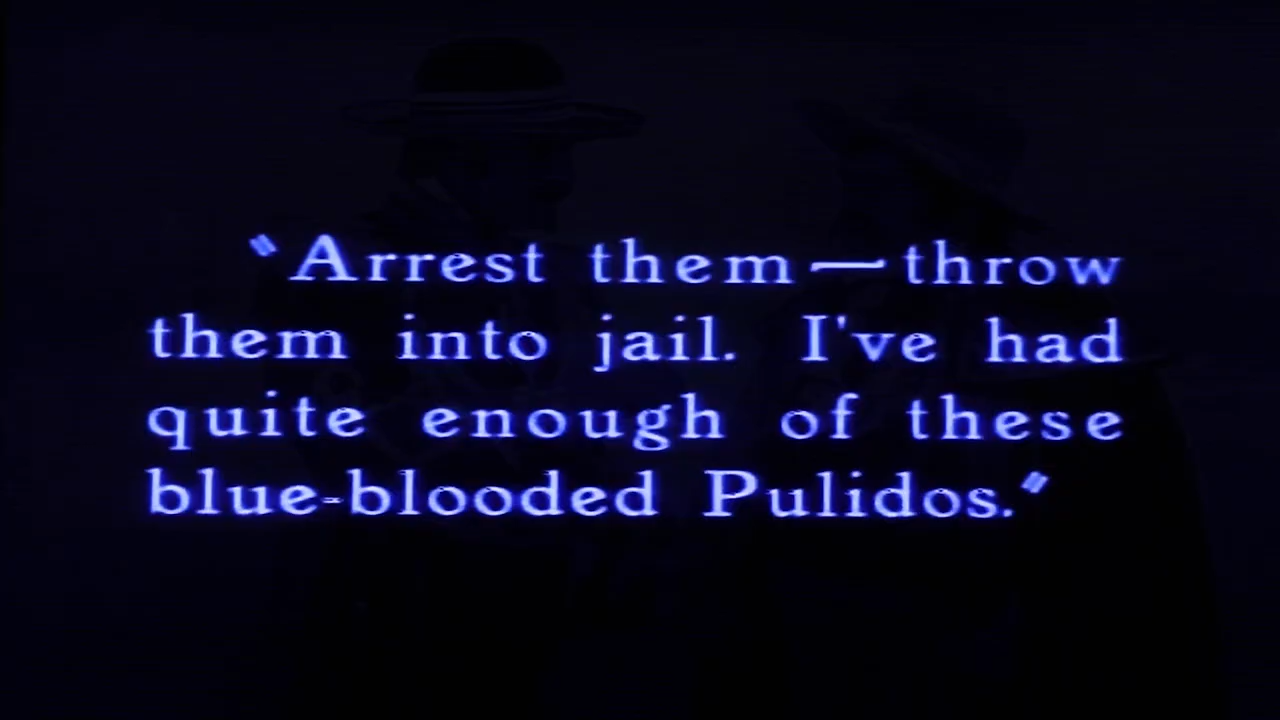 "Arrest them—throw
them into jail. I've had
quite enough of these
blue-blooded Pulidos."